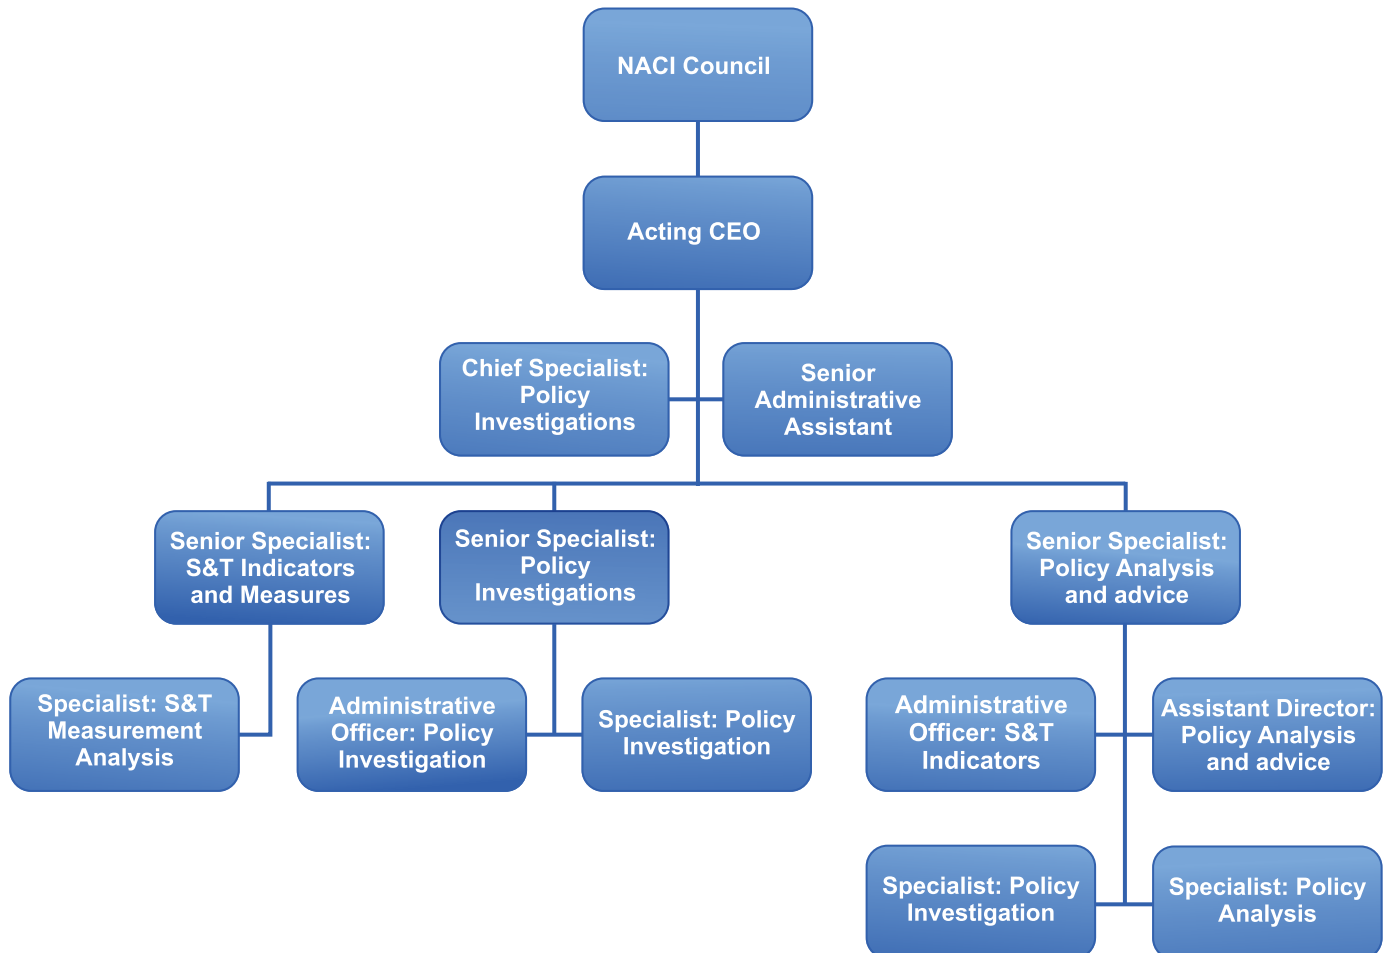 NACI Council
Acting CEO
Chief Specialist:
Policy
Investigations
Senior
Administrative
Assistant
Senior Specialist:
S&T Indicators
and Measures
Senior Specialist:
Policy
Investigations
Senior Specialist:
Policy Analysis
and advice
Specialist: S&T
Measurement
Analysis
Administrative
Officer: Policy
Investigation
Specialist: Policy
Investigation
Administrative
Officer: S&T
Indicators
Assistant Director:
Policy Analysis
and advice
Specialist: Policy
Investigation
Specialist: Policy
Analysis